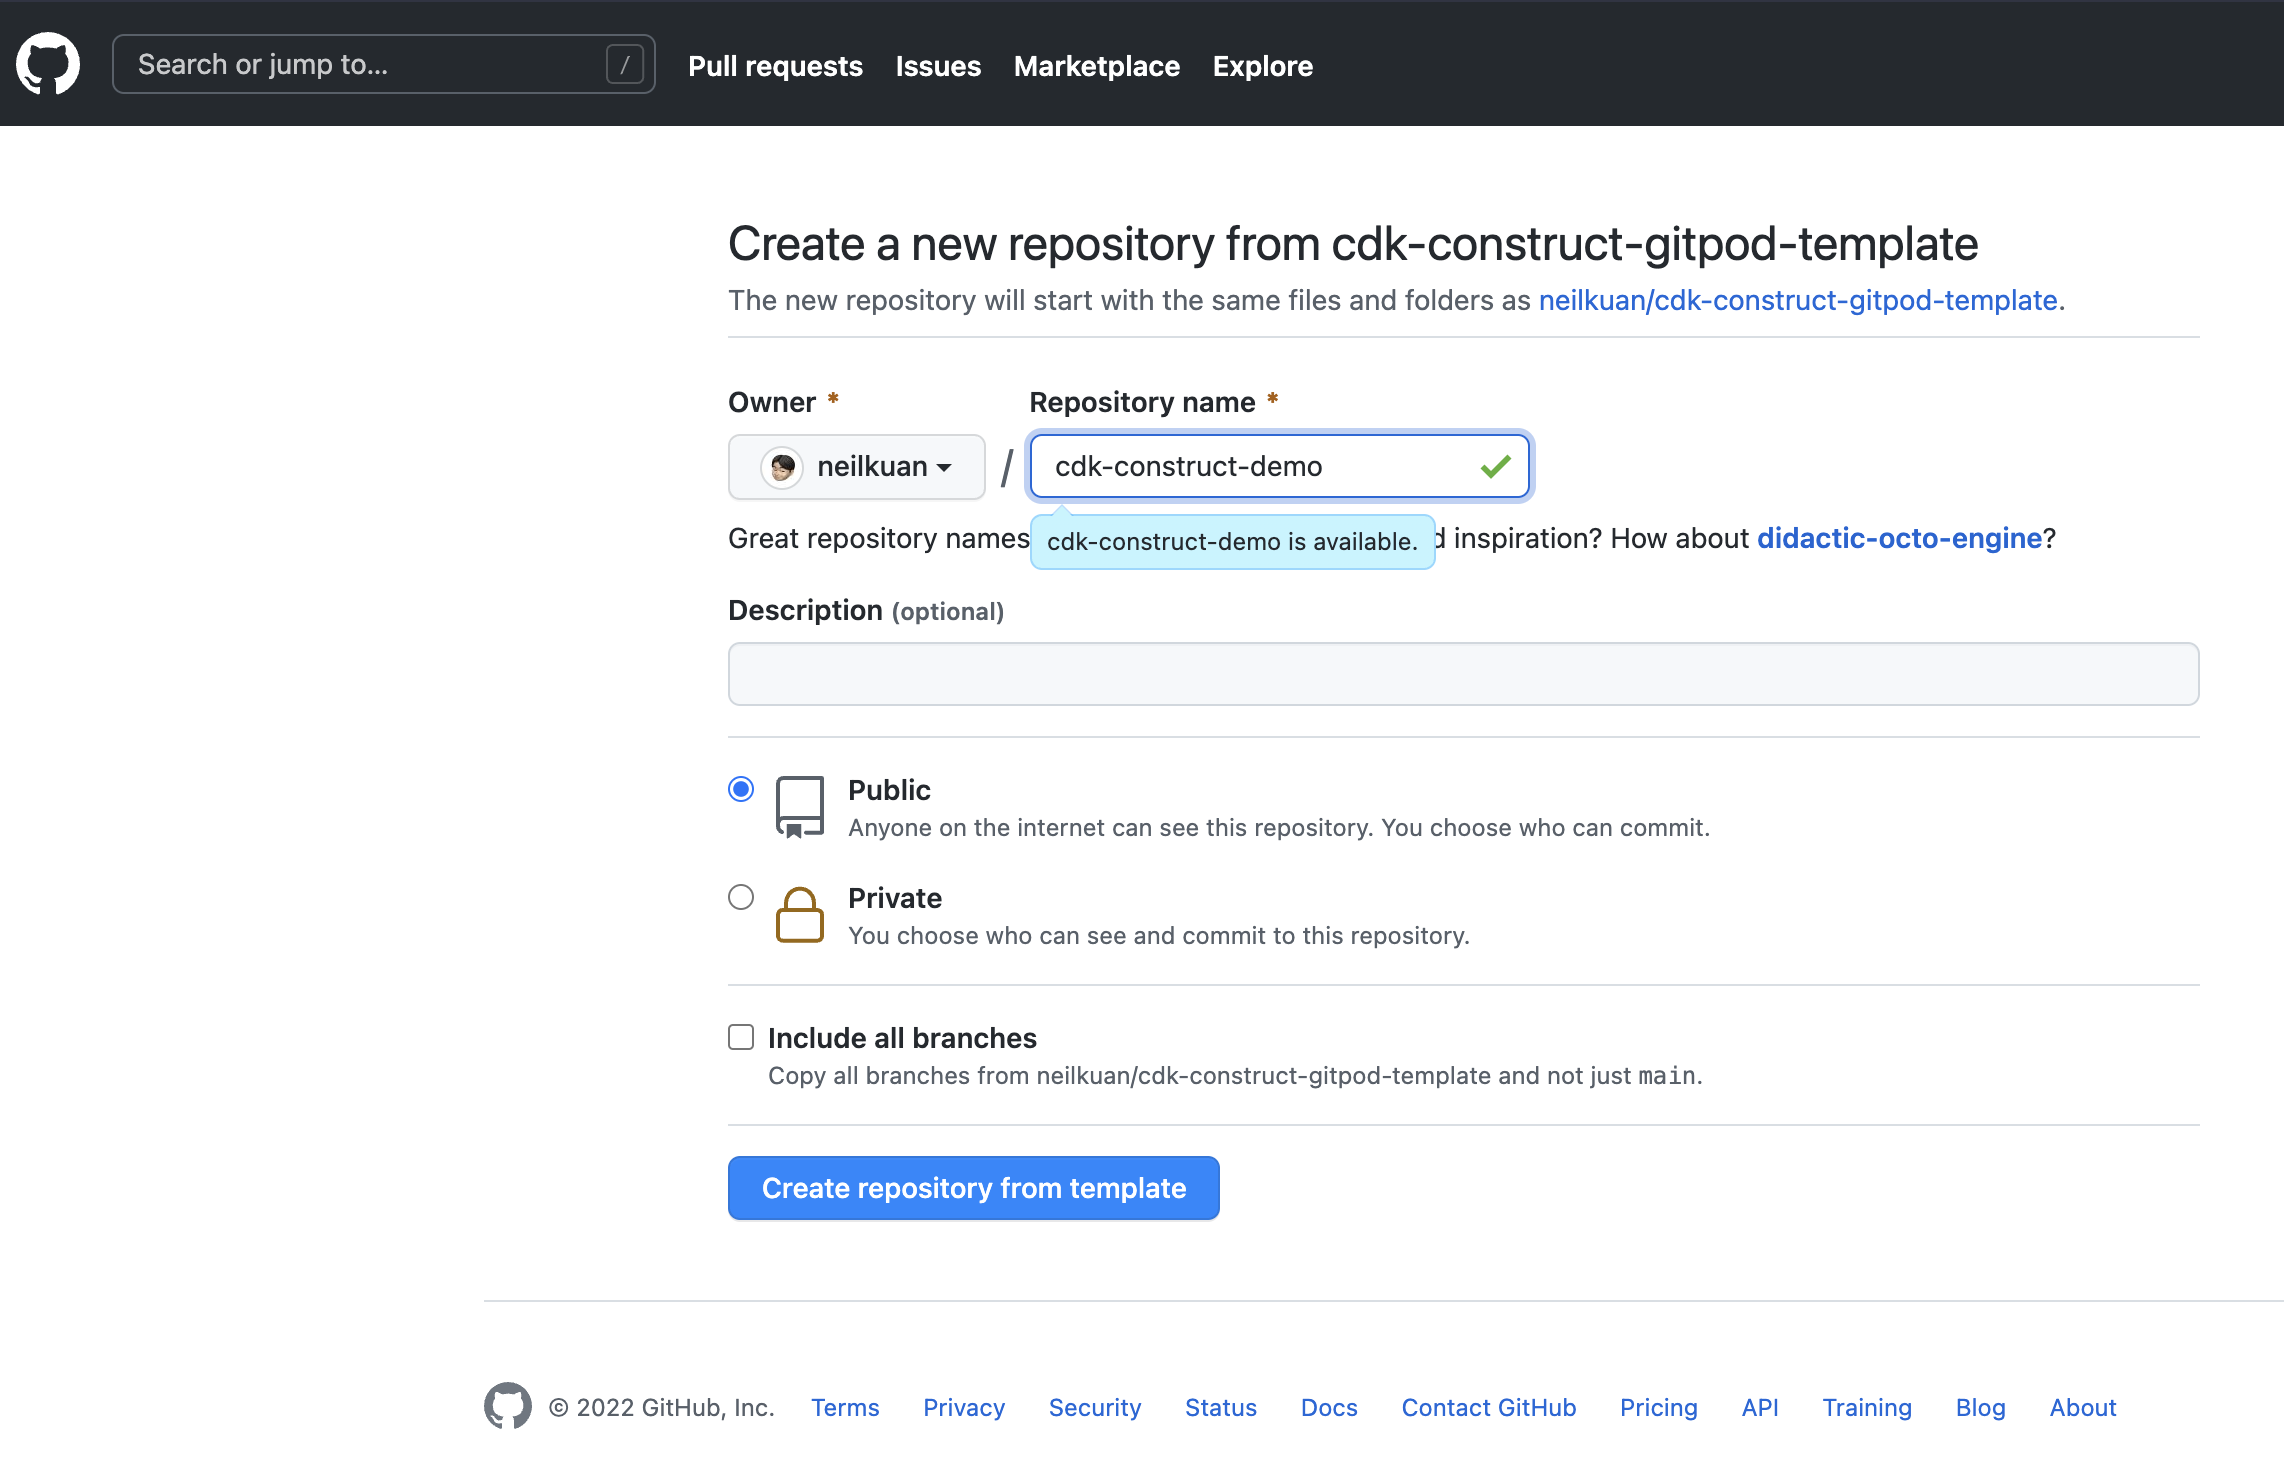 Search or jump to... / Pull requests Issues Marketplace Explore
Create a new repository from cdk-construct-gitpod-template
The new repository will start with the same files and folders as neilkuan/cdk-construct-gitpod-template.
Owner * Repository name *
neilkuan / cdk-construct-demo
Great repository names cdk-construct-demo is available. inspiration? How about didactic-octo-engine?
Description (optional)
Public
Anyone on the internet can see this repository. You choose who can commit.
Private
You choose who can see and commit to this repository.
Include all branches
Copy all branches from neilkuan/cdk-construct-gitpod-template and not just main.
Create repository from template
© 2022 GitHub, Inc. Terms Privacy Security Status Docs Contact GitHub Pricing API Training Blog About